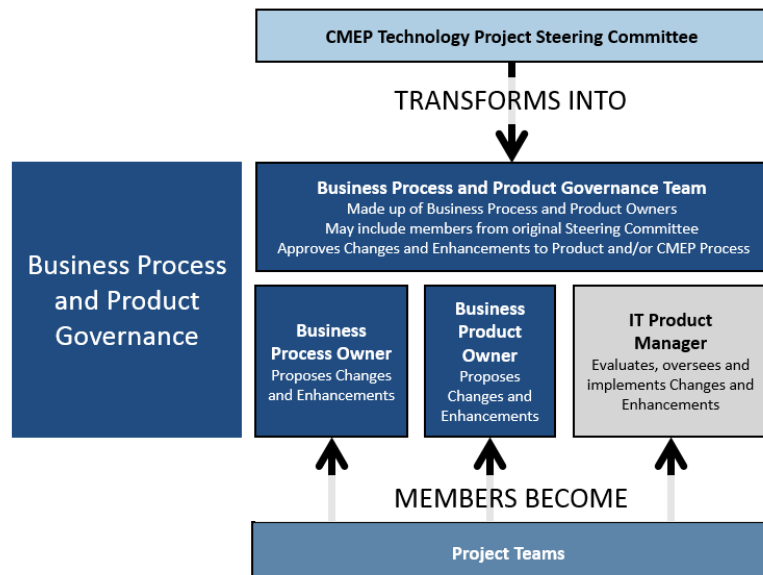 CMEP Technology Project Steering Committee
TRANSFORMS INTO
Business Process
and Product
Governance
Business Process and Product Governance Team
Made up of Business Process and Product Owners
May include members from original Steering Committee
Approves Changes and Enhancements to Product and/or CMEP Process
Business
Process Owner
Proposes Changes
and Enhancements
Business
Product
Owner
Proposes
Changes and
Enhancements
IT Product
Manager
Evaluates, oversees and
implements Changes and
Enhancements
MEMBERS BECOME
Project Teams